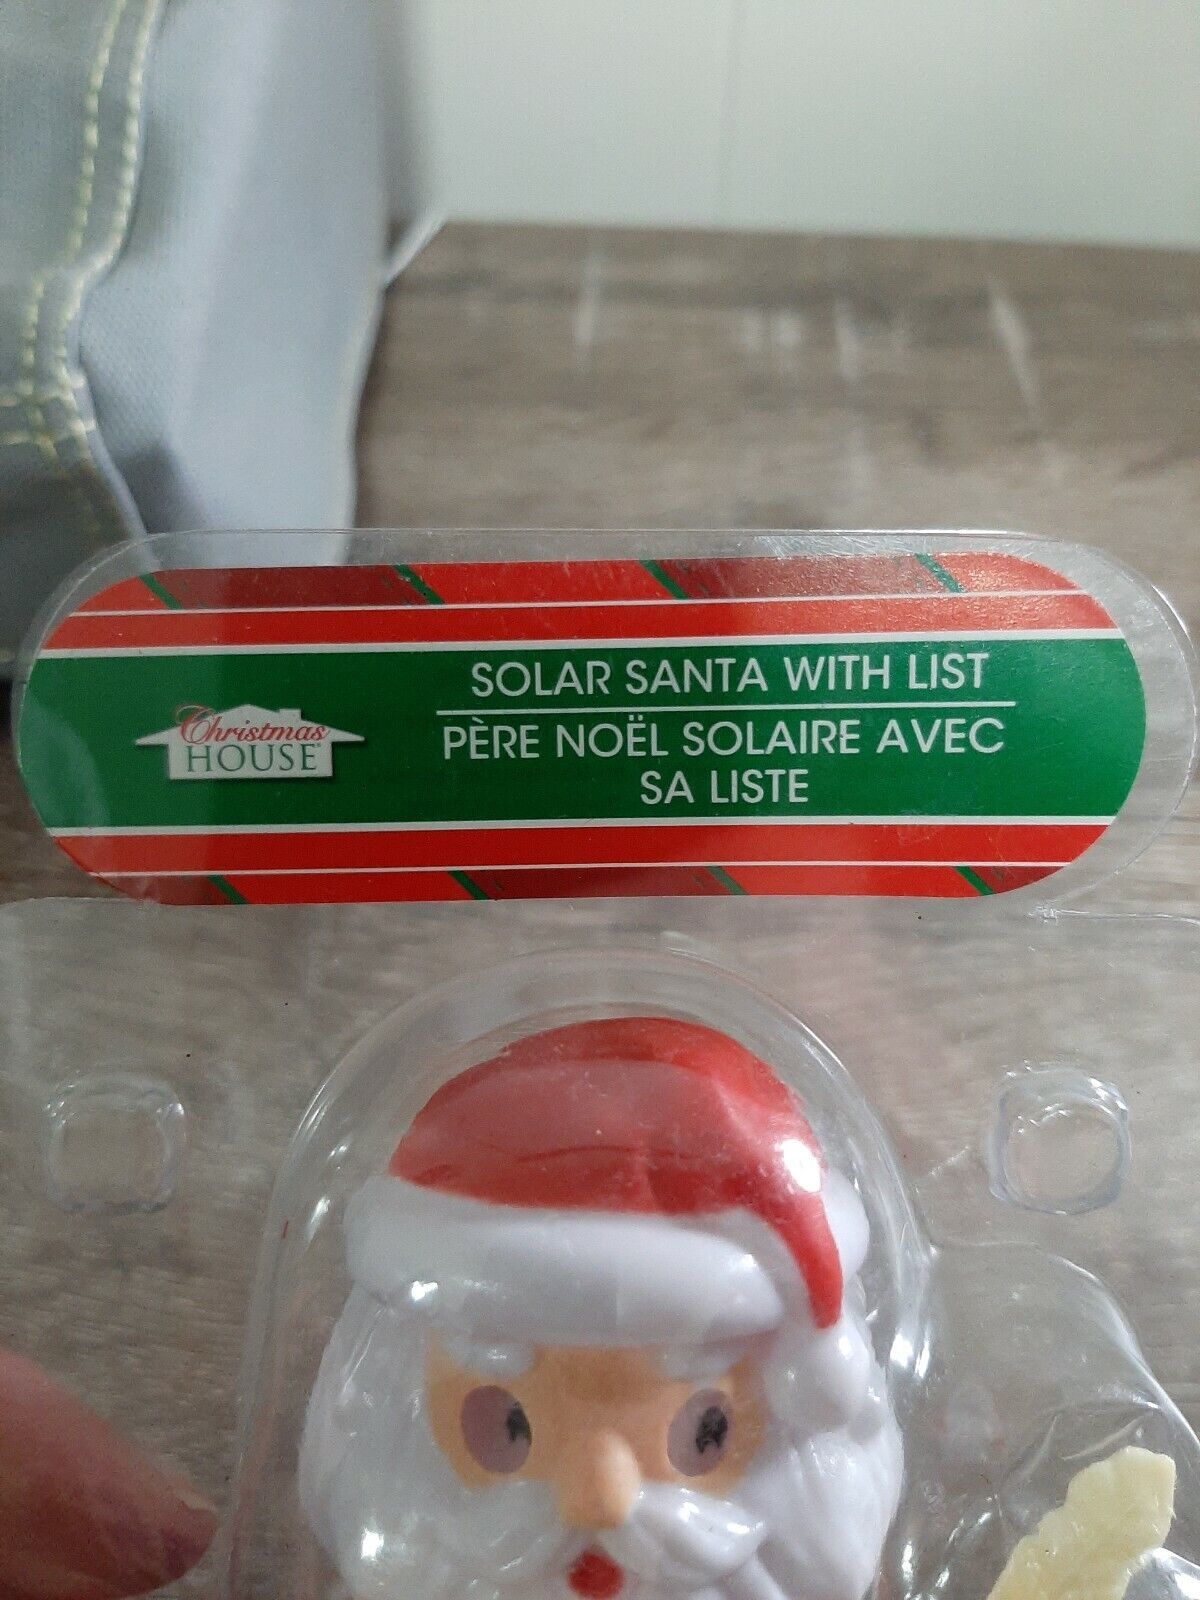 Christmas
HOUSE®
SOLAR SANTA WITH LIST
PÈRE NOËL SOLAIRE AVEC
SA LISTE